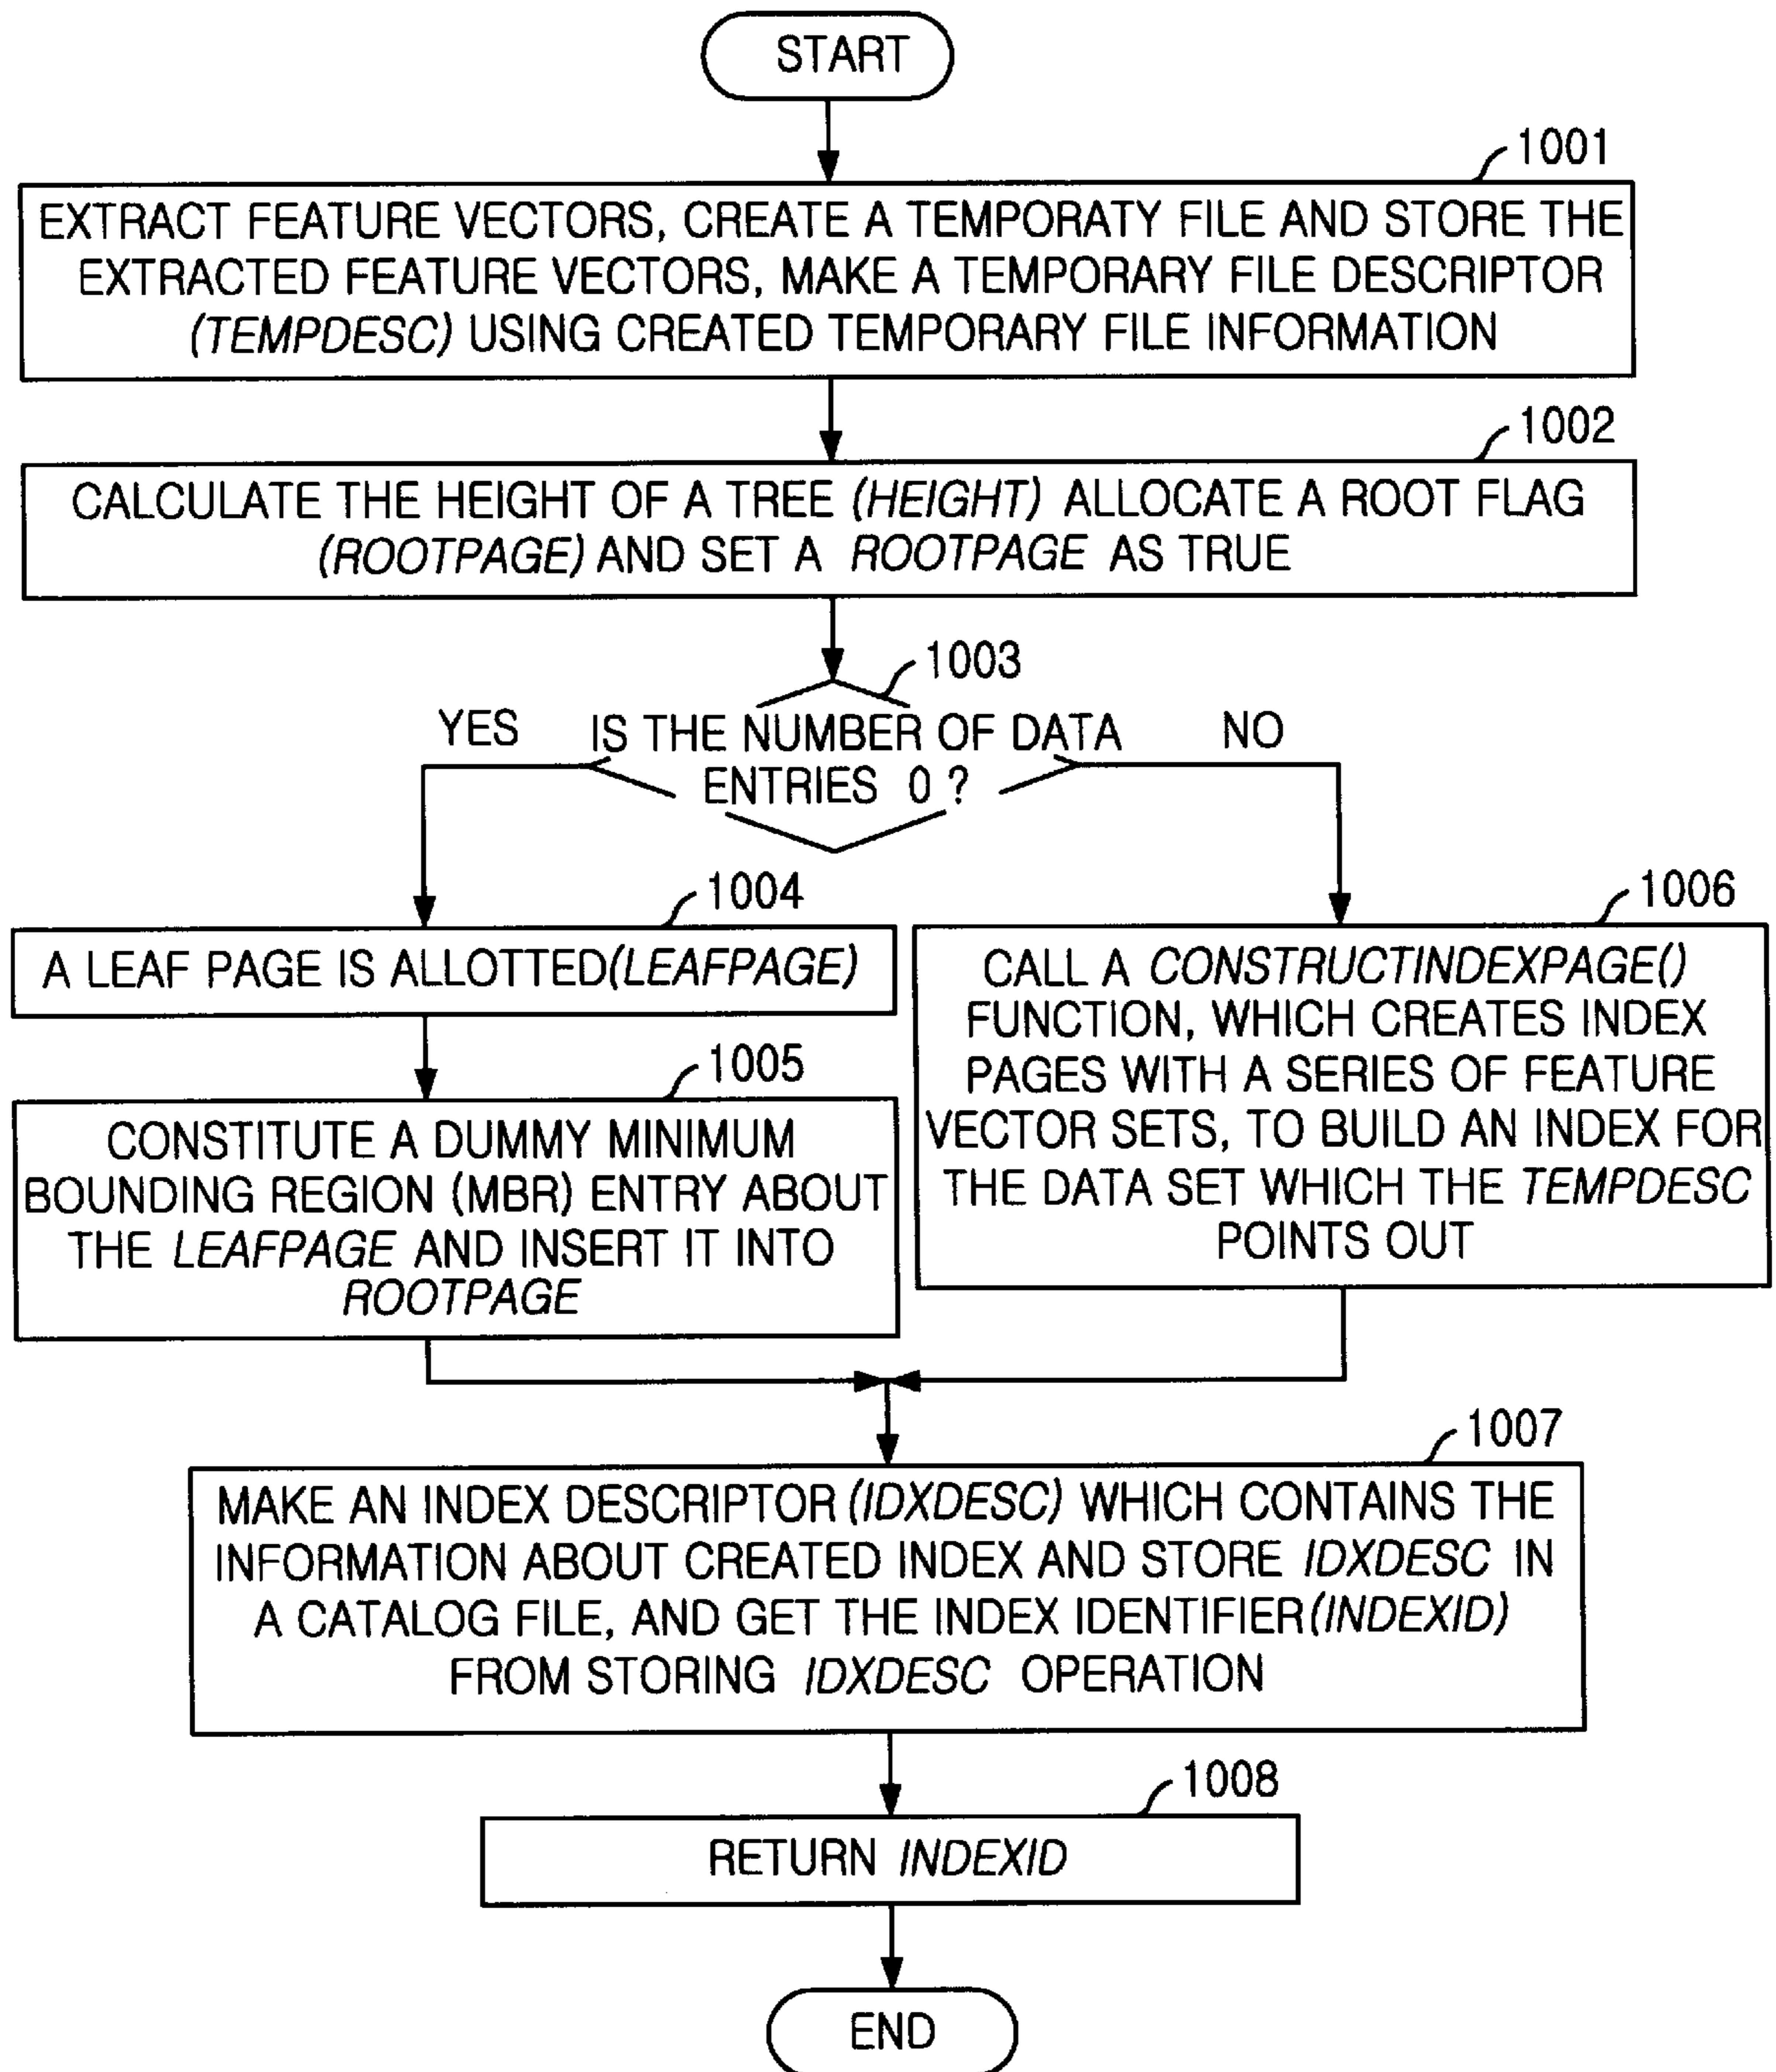 START
1001
EXTRACT FEATURE VECTORS, CREATE A TEMPORATY FILE AND STORE THE
EXTRACTED FEATURE VECTORS, MAKE A TEMPORARY FILE DESCRIPTOR
(TEMPDESC) USING CREATED TEMPORARY FILE INFORMATION
1002
CALCULATE THE HEIGHT OF A TREE (HEIGHT) ALLOCATE A ROOT FLAG
(ROOTPAGE) AND SET A ROOTPAGE AS TRUE
1003
YES
IS THE NUMBER OF DATA
ENTRIES 0 ?
NO
1004
A LEAF PAGE IS ALLOTTED(LEAFPAGE)
1005
CONSTITUTE A DUMMY MINIMUM
BOUNDING REGION (MBR) ENTRY ABOUT
THE LEAFPAGE AND INSERT IT INTO
ROOTPAGE
1006
CALL A CONSTRUCTINDEXPAGE()
FUNCTION, WHICH CREATES INDEX
PAGES WITH A SERIES OF FEATURE
VECTOR SETS, TO BUILD AN INDEX FOR
THE DATA SET WHICH THE TEMPDESC
POINTS OUT
1007
MAKE AN INDEX DESCRIPTOR (IDXDESC) WHICH CONTAINS THE
INFORMATION ABOUT CREATED INDEX AND STORE IDXDESC IN
A CATALOG FILE, AND GET THE INDEX IDENTIFIER(INDEXID)
FROM STORING IDXDESC OPERATION
1008
RETURN INDEXID
END